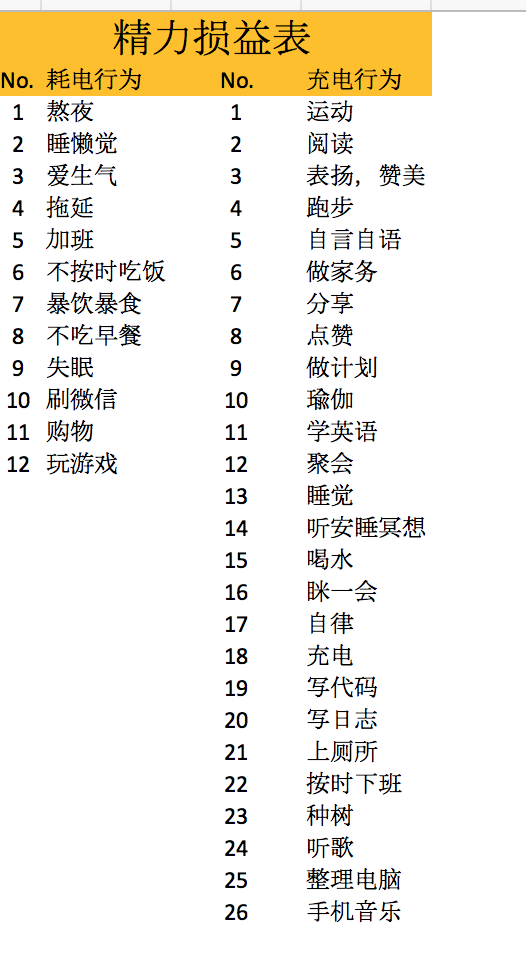 精力损益表
No. 耗电行为 No. 充电行为
1 熬夜 1 运动
2 睡懒觉 2 阅读
3 爱生气 3 表扬，赞美
4 拖延 4 跑步
5 加班 5 自言自语
6 不按时吃饭 6 做家务
7 暴饮暴食 7 分享
8 不吃早餐 8 点赞
9 失眠 9 做计划
10 刷微信 10 瑜伽
11 购物 11 学英语
12 玩游戏 12 聚会
13 睡觉
14 听安睡冥想
15 喝水
16 眯一会
17 自律
18 充电
19 写代码
20 写日志
21 上厕所
22 按时下班
23 种树
24 听歌
25 整理电脑
26 手机音乐